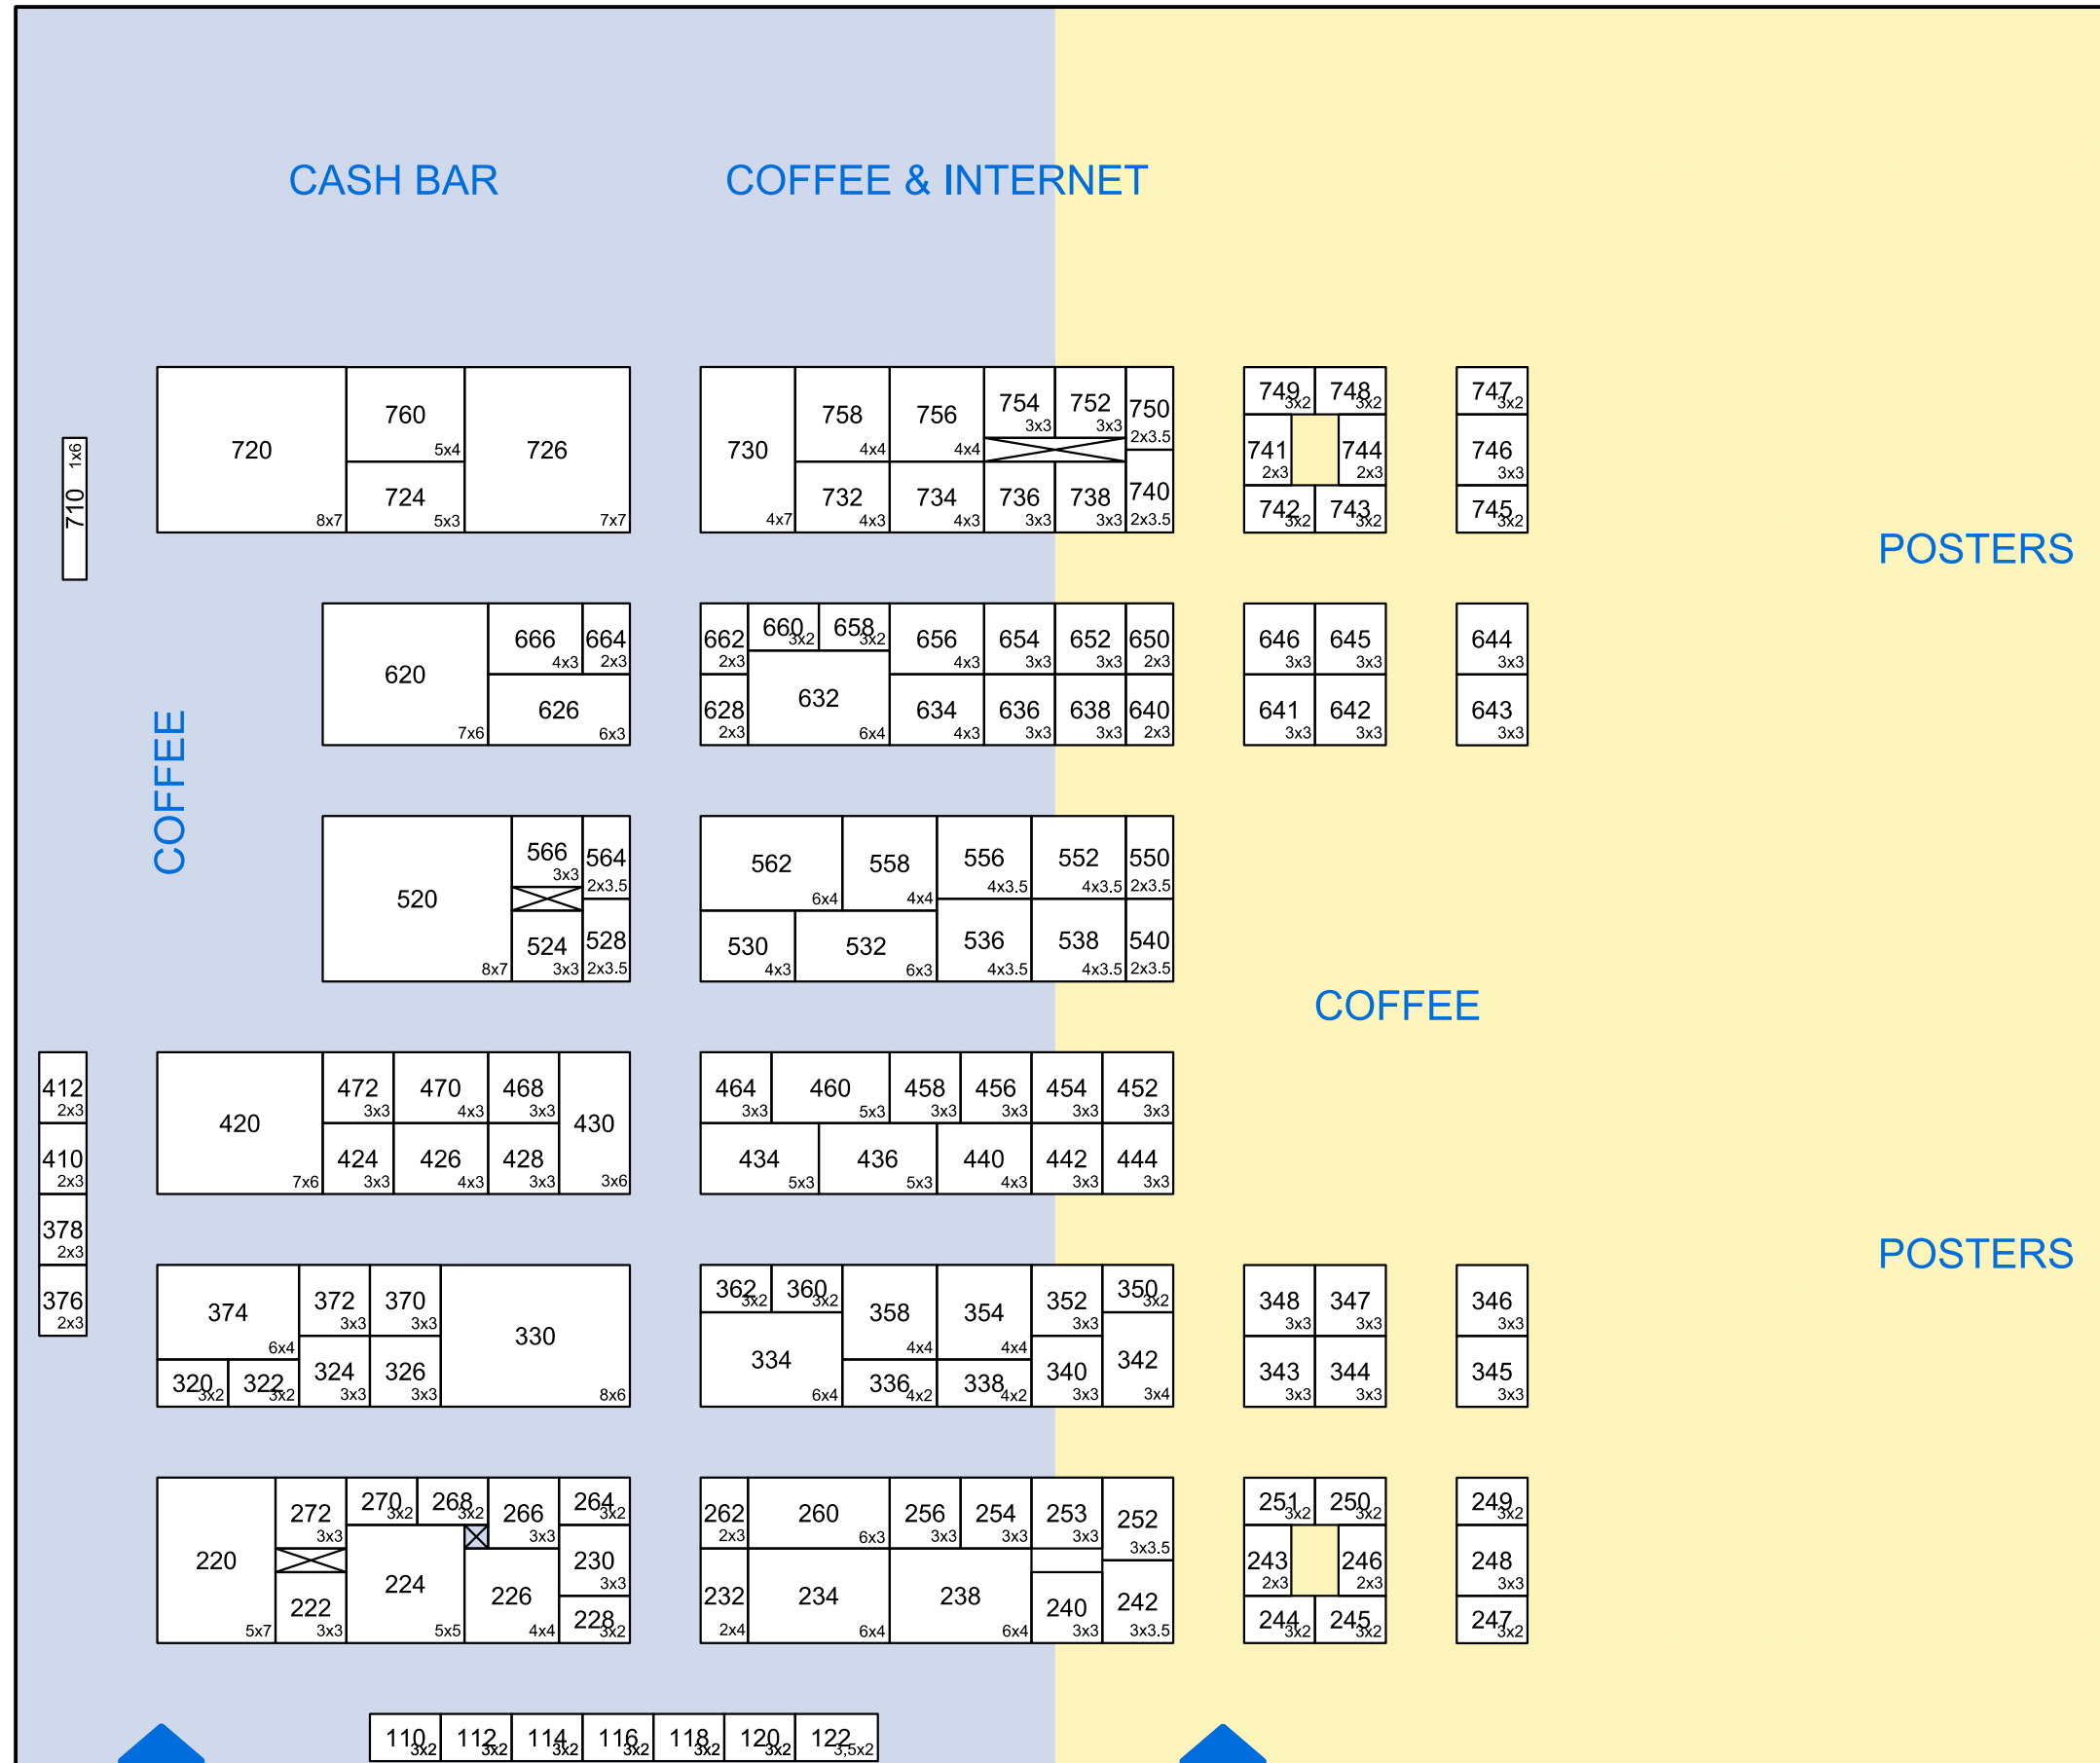 CASH BAR
COFFEE & INTERNET
710 1x6
720 8x7
760 5x4
724 5x3
726 7x7
730 4x7
758 4x4
756 4x4
754 3x3
752 3x3
750 2x3.5
732 4x3
734 4x3
736 3x3
738 3x3
740 2x3.5
749 3x2
748 3x2
741 2x3
744 2x3
742 3x2
743 3x2
747 3x2
746 3x3
745 3x2
POSTERS
COFFEE
620 7x6
666 4x3
664 2x3
626 6x3
662 2x3
660 3x2
658 3x2
656 4x3
654 3x3
652 3x3
650 2x3
628 2x3
632 6x4
634 4x3
636 3x3
638 3x3
640 2x3
646 3x3
645 3x3
641 3x3
642 3x3
644 3x3
643 3x3
520 8x7
566 3x3
564 2x3.5
524 3x3
528 2x3.5
562 6x4
558 4x4
556 4x3.5
552 4x3.5
550 2x3.5
530 4x3
532 6x3
536 4x3.5
538 4x3.5
540 2x3.5
COFFEE
412 2x3
410 2x3
378 2x3
376 2x3
420 7x6
472 3x3
470 4x3
468 3x3
430 3x6
424 3x3
426 4x3
428 3x3
464 3x3
460 5x3
458 3x3
456 3x3
454 3x3
452 3x3
434 5x3
436 5x3
440 4x3
442 3x3
444 3x3
POSTERS
374 6x4
372 3x3
370 3x3
330 8x6
320 3x2
322 3x2
324 3x3
326 3x3
362 3x2
360 3x2
358 4x4
354 4x4
352 3x3
350 3x2
334 6x4
336 4x2
338 4x2
340 3x3
342 3x4
348 3x3
347 3x3
343 3x3
344 3x3
346 3x3
345 3x3
220 5x7
272 3x3
270 3x2
268 3x2
266 3x3
264 3x2
222 3x3
224 5x5
226 4x4
230 3x3
228 3x2
262 2x3
260 6x3
256 3x3
254 3x3
253 3x3
252 3x3.5
232 2x4
234 6x4
238 6x4
240 3x3
242 3x3.5
251 3x2
250 3x2
243 2x3
246 2x3
244 3x2
245 3x2
249 3x2
248 3x3
247 3x2
110 3x2
112 3x2
114 3x2
116 3x2
118 3x2
120 3x2
122 3,5x2